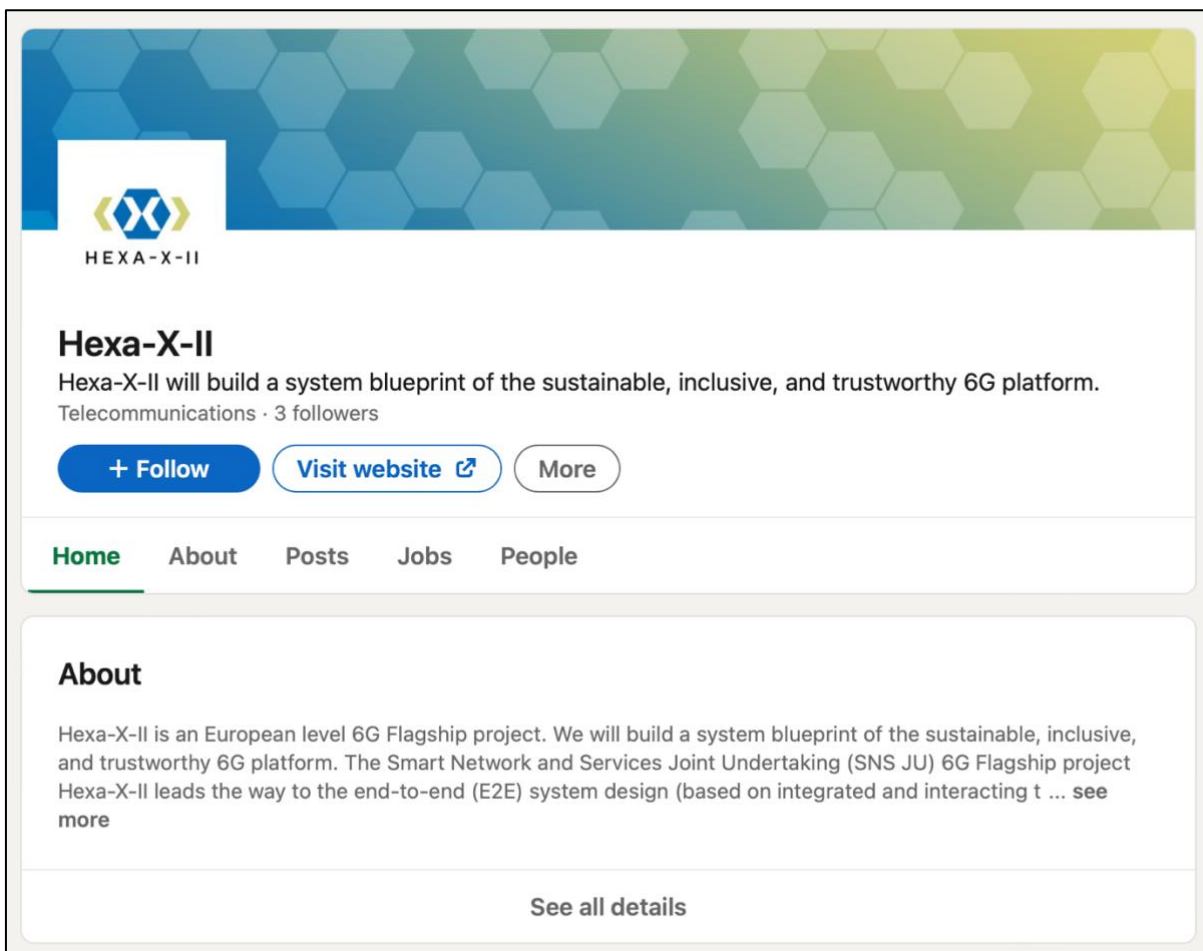 HEXA-X-II
Hexa-X-II
Hexa-X-II will build a system blueprint of the sustainable, inclusive, and trustworthy 6G platform.
Telecommunications · 3 followers
+ Follow
Visit website
More
Home
About
Posts
Jobs
People
About
Hexa-X-II is an European level 6G Flagship project. We will build a system blueprint of the sustainable, inclusive,
and trustworthy 6G platform. The Smart Network and Services Joint Undertaking (SNS JU) 6G Flagship project
Hexa-X-II leads the way to the end-to-end (E2E) system design (based on integrated and interacting t ... see
more
See all details